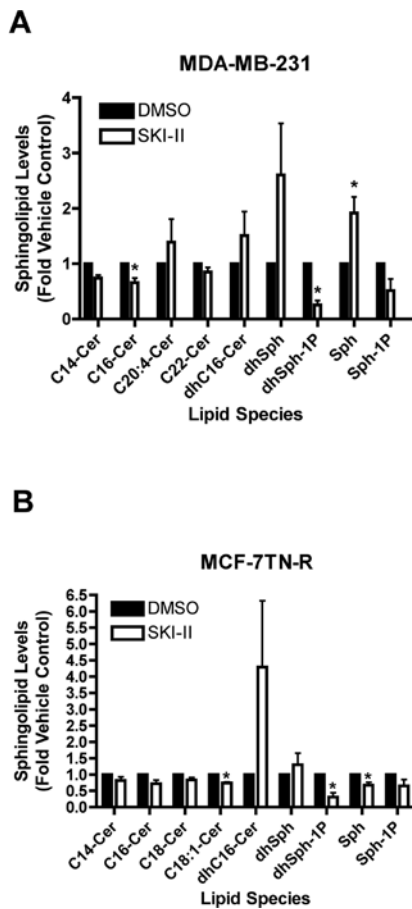 A
MDA-MB-231
Sphingolipid Levels
(Fold Vehicle Control)
4
3
2
1
0
DMSO
SKI-II
*
*
*
C14-Cer
C16-Cer
C20:4-Cer
C22-Cer
dhC16-Cer
dhSph
dhSph-1P
Sph
Sph-1P
Lipid Species
B
MCF-7TN-R
Sphingolipid Levels
(Fold Vehicle Control)
6.5
6.0
5.5
5.0
4.5
4.0
3.5
3.0
2.5
2.0
1.5
1.0
0.5
0.0
DMSO
SKI-II
*
*
*
C14-Cer
C16-Cer
C18-Cer
C18:1-Cer
dhC16-Cer
dhSph
dhSph-1P
Sph
Sph-1P
Lipid Species